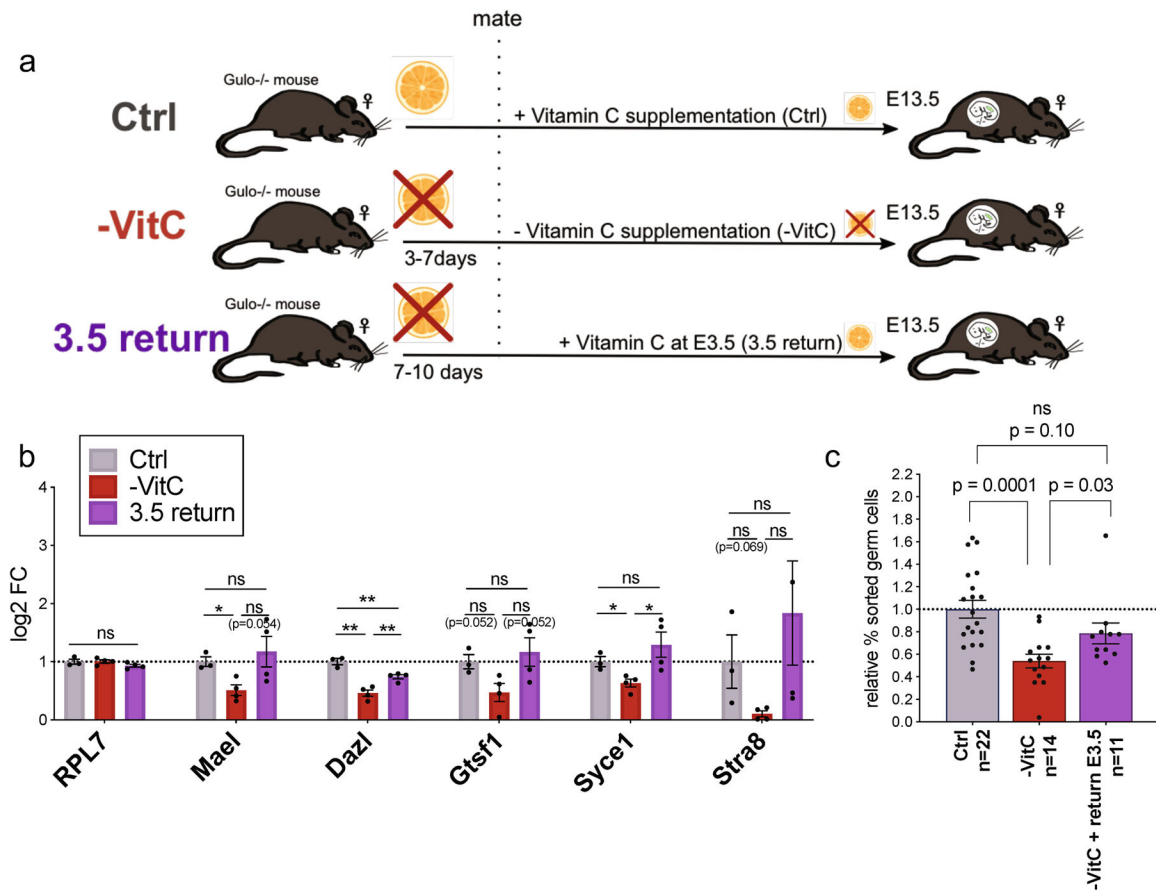 mate
a
Gulo-/- mouse
♀
Ctrl
+ Vitamin C supplementation (Ctrl)
E13.5
♀
Gulo-/- mouse
♀
-VitC
- Vitamin C supplementation (-VitC)
E13.5
♀
3-7days
Gulo-/- mouse
♀
3.5 return
+ Vitamin C at E3.5 (3.5 return)
E13.5
♀
7-10 days
b
Ctrl
-VitC
3.5 return
log2 FC
4
3
2
1
0
ns
ns
* ns
(p=0.054)
**
** **
ns
ns ns
(p=0.052) (p=0.052)
ns
* *
ns
ns ns
(p=0.069)
RPL7
Mael
Dazl
Gtsf1
Syce1
Stra8
c
ns
p = 0.10
p = 0.0001 p = 0.03
relative % sorted germ cells
2.2
2.0
1.8
1.6
1.4
1.2
1.0
0.8
0.6
0.4
0.2
0.0
Ctrl
n=22
-VitC
n=14
-VitC + return E3.5
n=11